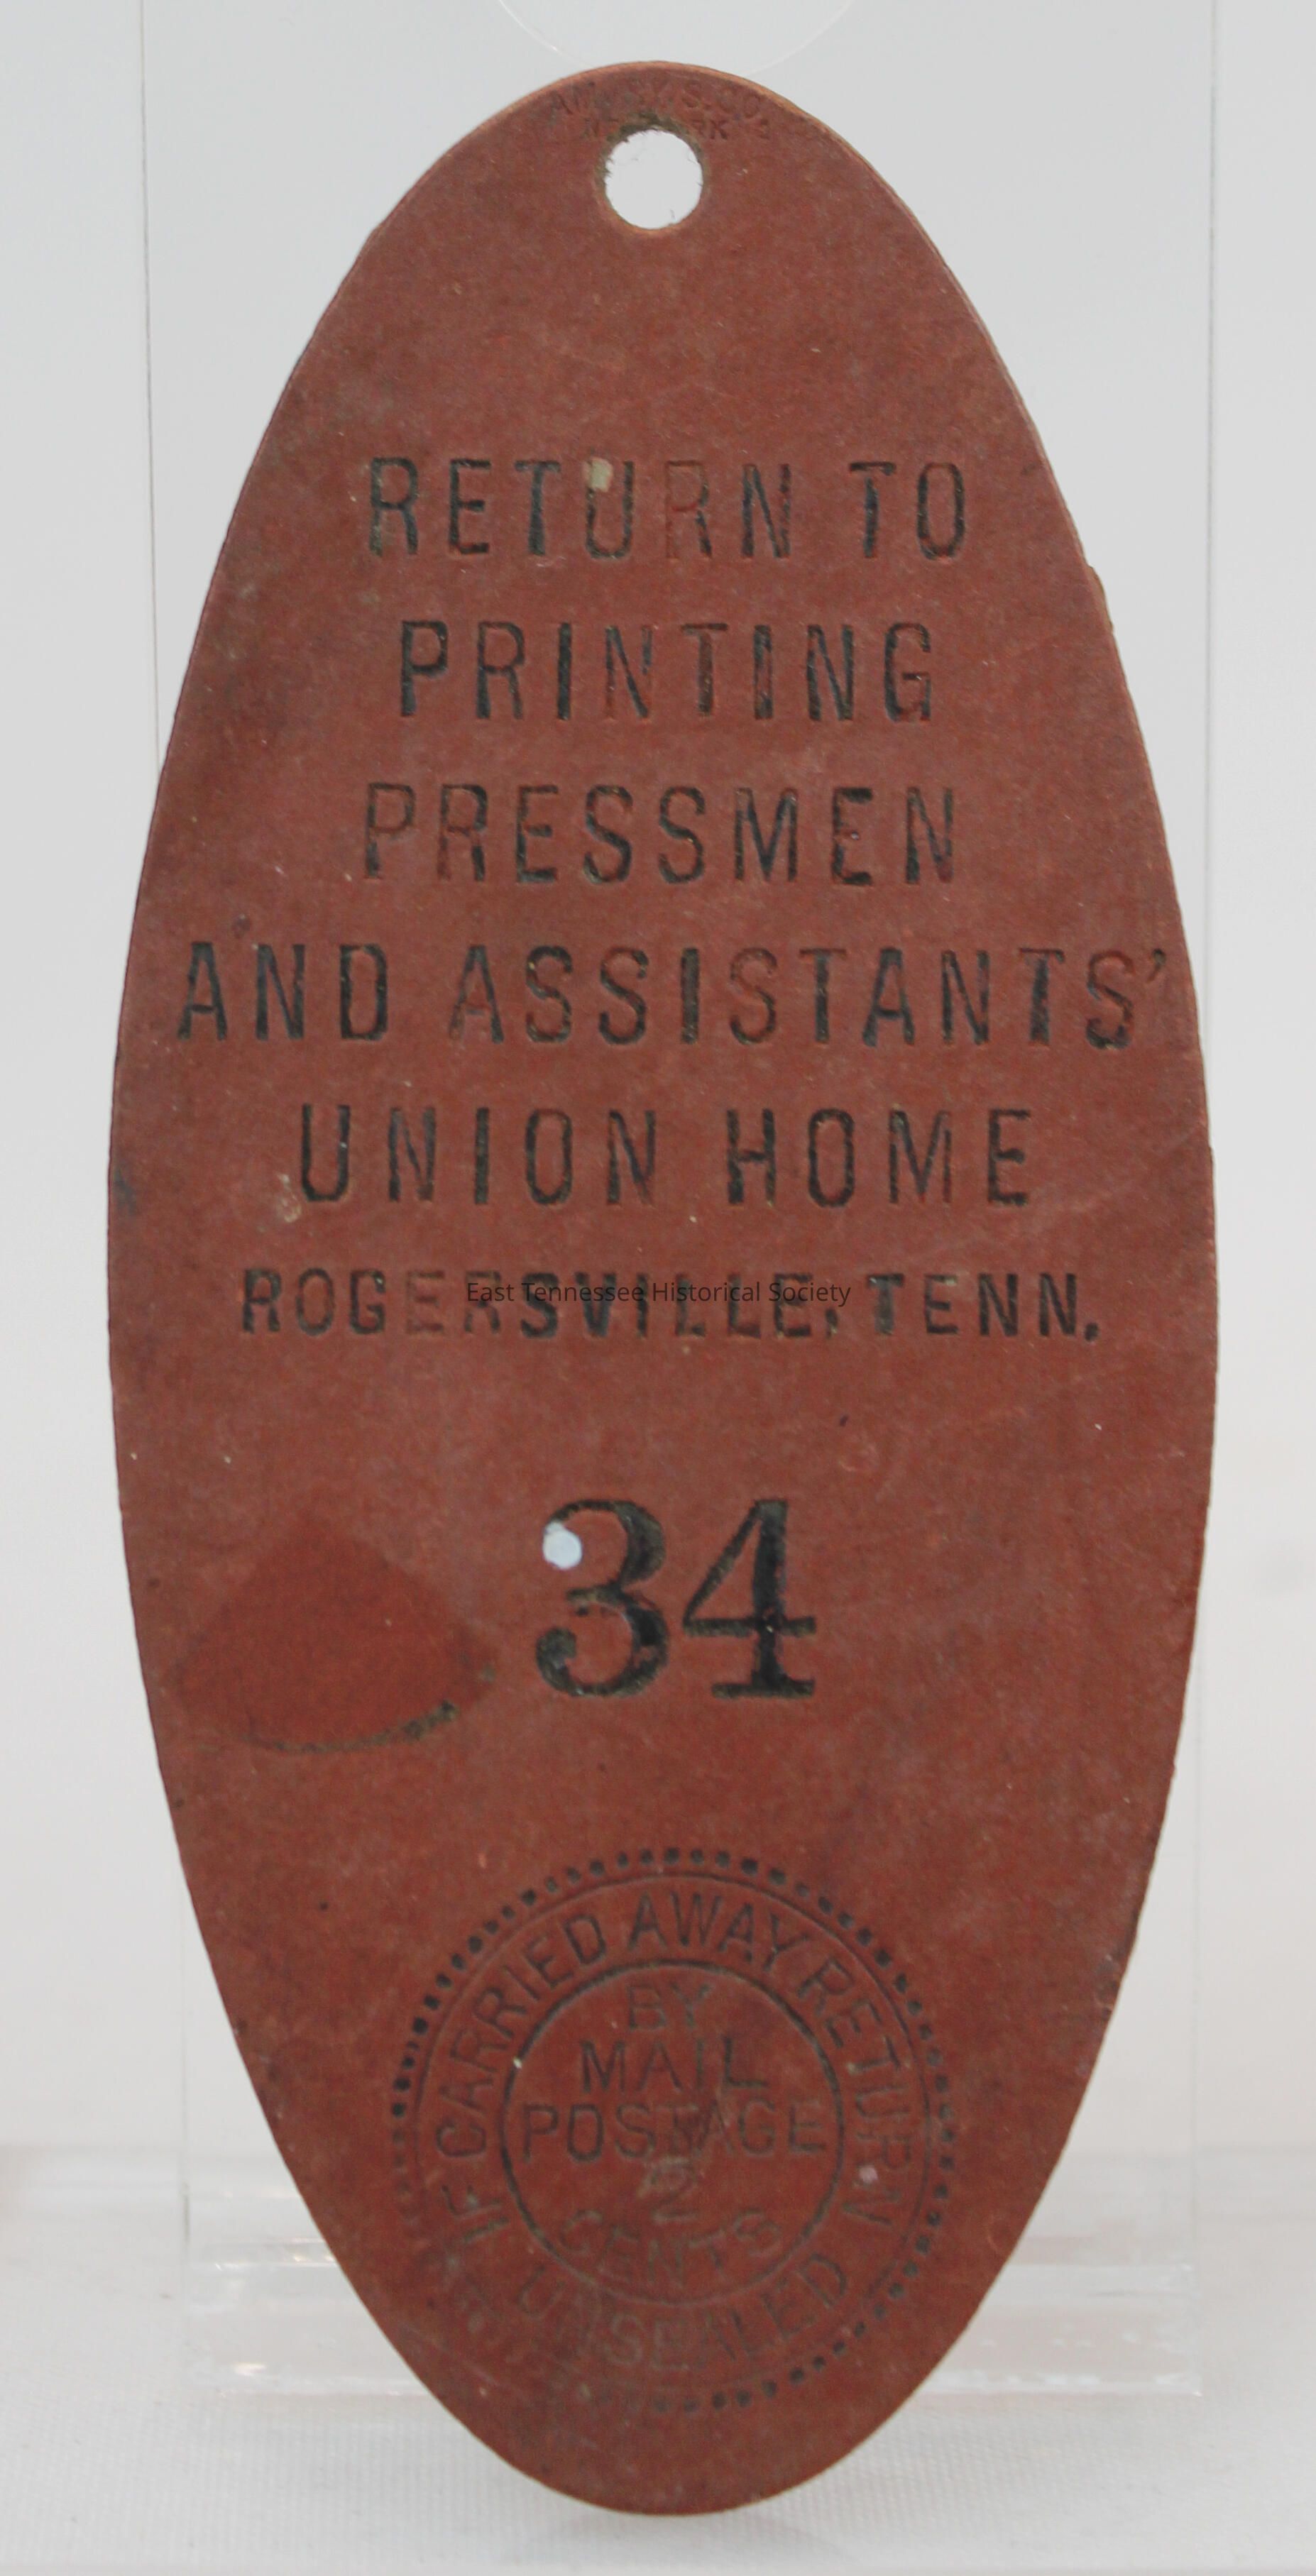 RETURN TO
PRINTING
PRESSMEN
AND ASSISTANTS'
UNION HOME
ROGERSVILLE, TENN.
East Tennessee Historical Society
34
IF CARRIED AWAY RETURN
UNSEALED
BY
MAIL
POSTAGE
2
CENTS